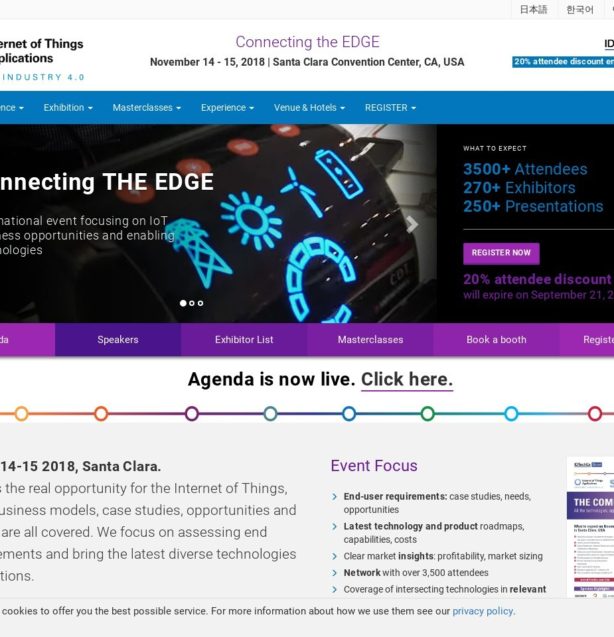 日本語 한국어
ternet of Things
plications
Connecting the EDGE
November 14 - 15, 2018 | Santa Clara Convention Center, CA, USA
20% attendee discount en
INDUSTRY 4.0
nce Exhibition Masterclasses Experience Venue & Hotels REGISTER
nnecting THE EDGE
national event focusing on IoT
ness opportunities and enabling
nologies
WHAT TO EXPECT
3500+ Attendees
270+ Exhibitors
250+ Presentations
REGISTER NOW
20% attendee discount
will expire on September 21, 2
da Speakers Exhibitor List Masterclasses Book a booth Registe
Agenda is now live. Click here.
14-15 2018, Santa Clara.
s the real opportunity for the Internet of Things,
usiness models, case studies, opportunities and
are all covered. We focus on assessing end
ements and bring the latest diverse technologies
tions.
Event Focus
End-user requirements: case studies, needs,
opportunities
Latest technology and product roadmaps,
capabilities, costs
Clear market insights: profitability, market sizing
Network with over 3,500 attendees
Coverage of intersecting technologies in relevant
THE COM
cookies to offer you the best possible service. For more information about how we use them see our privacy policy.